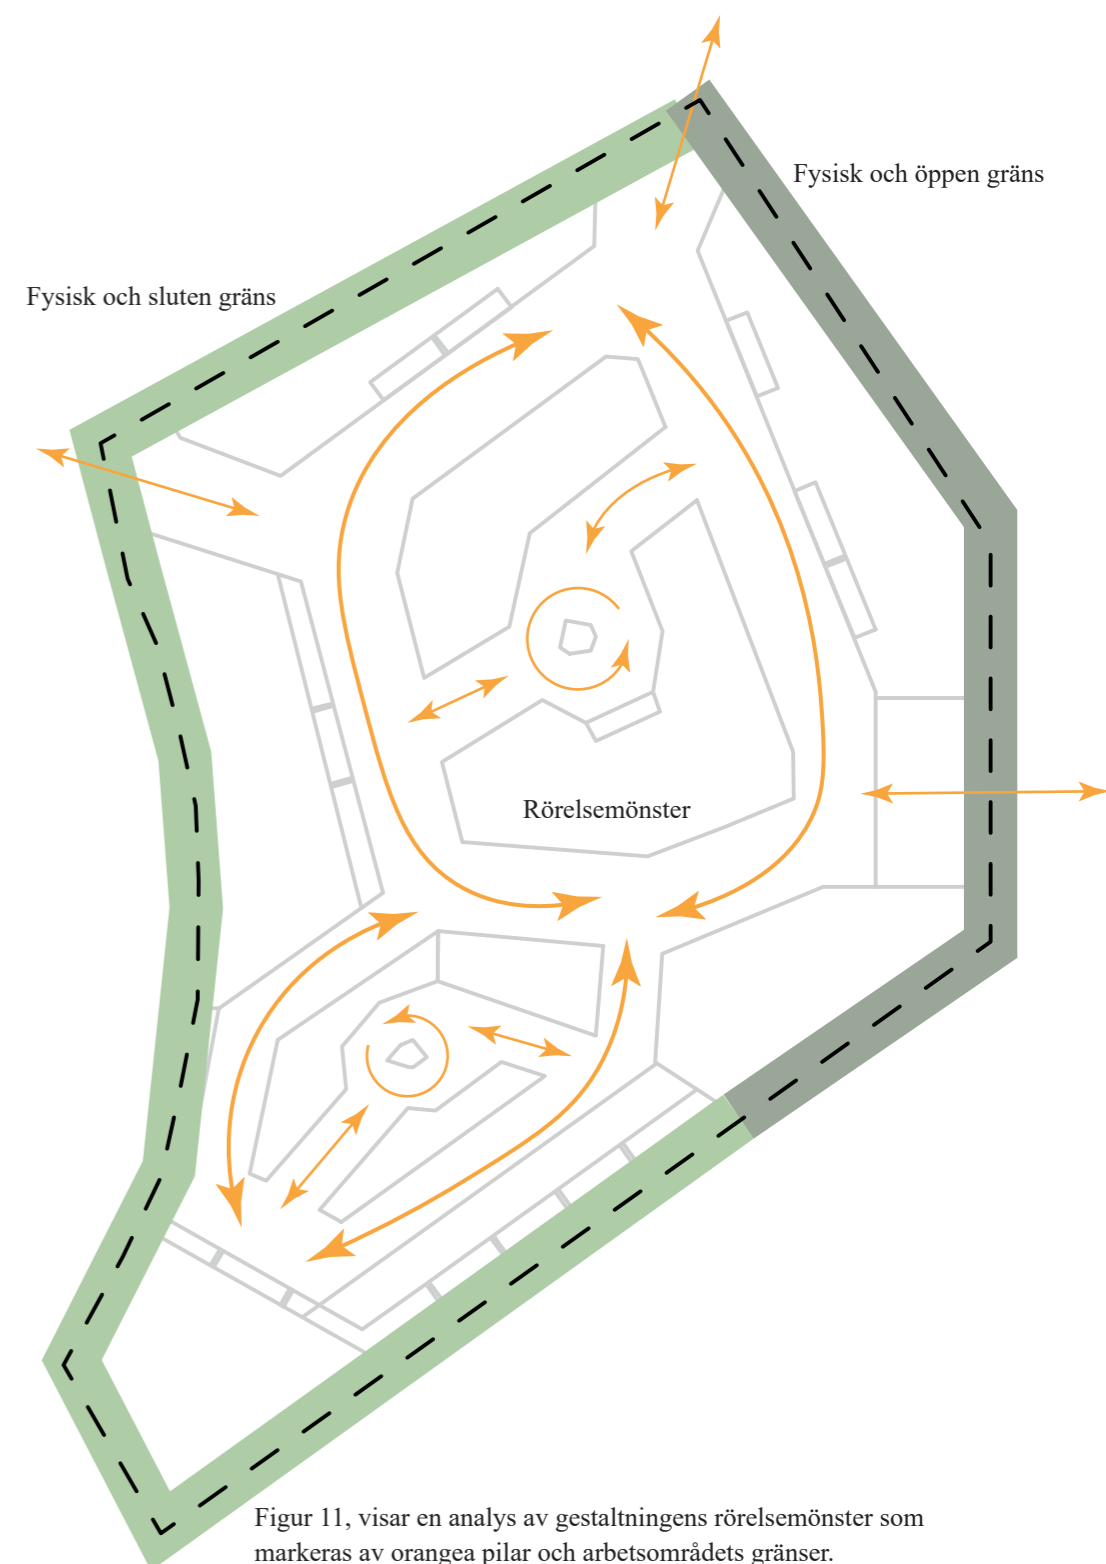 Fysisk och öppen gräns
Fysisk och sluten gräns
Rörelsemönster
Figur 11, visar en analys av gestaltningens rörelsemönster som
markeras av orangea pilar och arbetsområdets gränser.